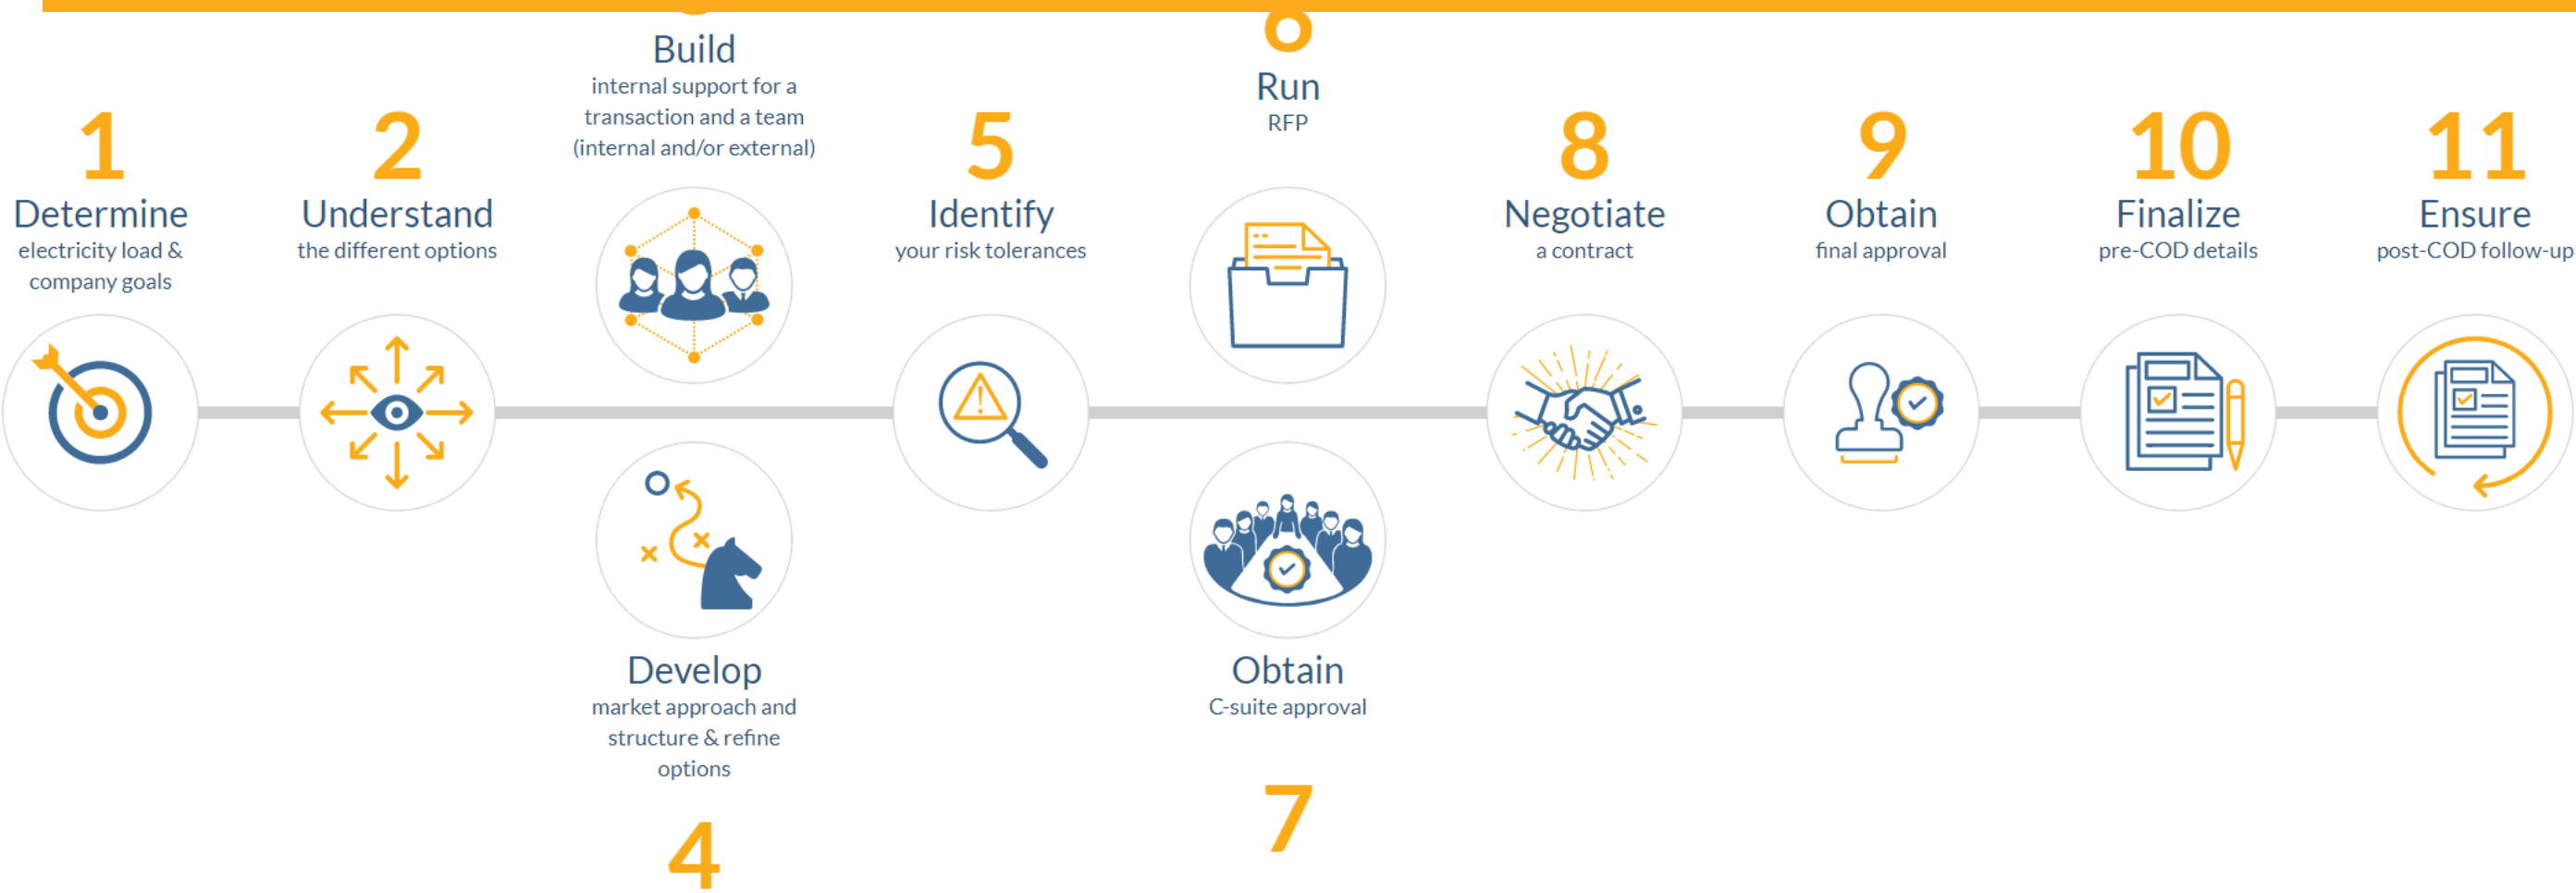 1
Determine
electricity load &
company goals
2
Understand
the different options
Build
internal support for a
transaction and a team
(internal and/or external)
Develop
market approach and
structure & refine
options
4
5
Identify
your risk tolerances
6
Run
RFP
Obtain
C-suite approval
7
8
Negotiate
a contract
9
Obtain
final approval
10
Finalize
pre-COD details
11
Ensure
post-COD follow-up